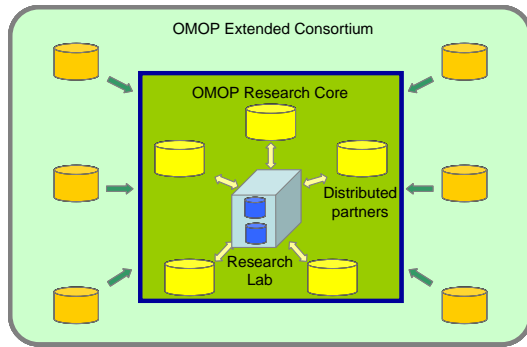 OMOP Extended Consortium
OMOP Research Core
Distributed
partners
Research
Lab